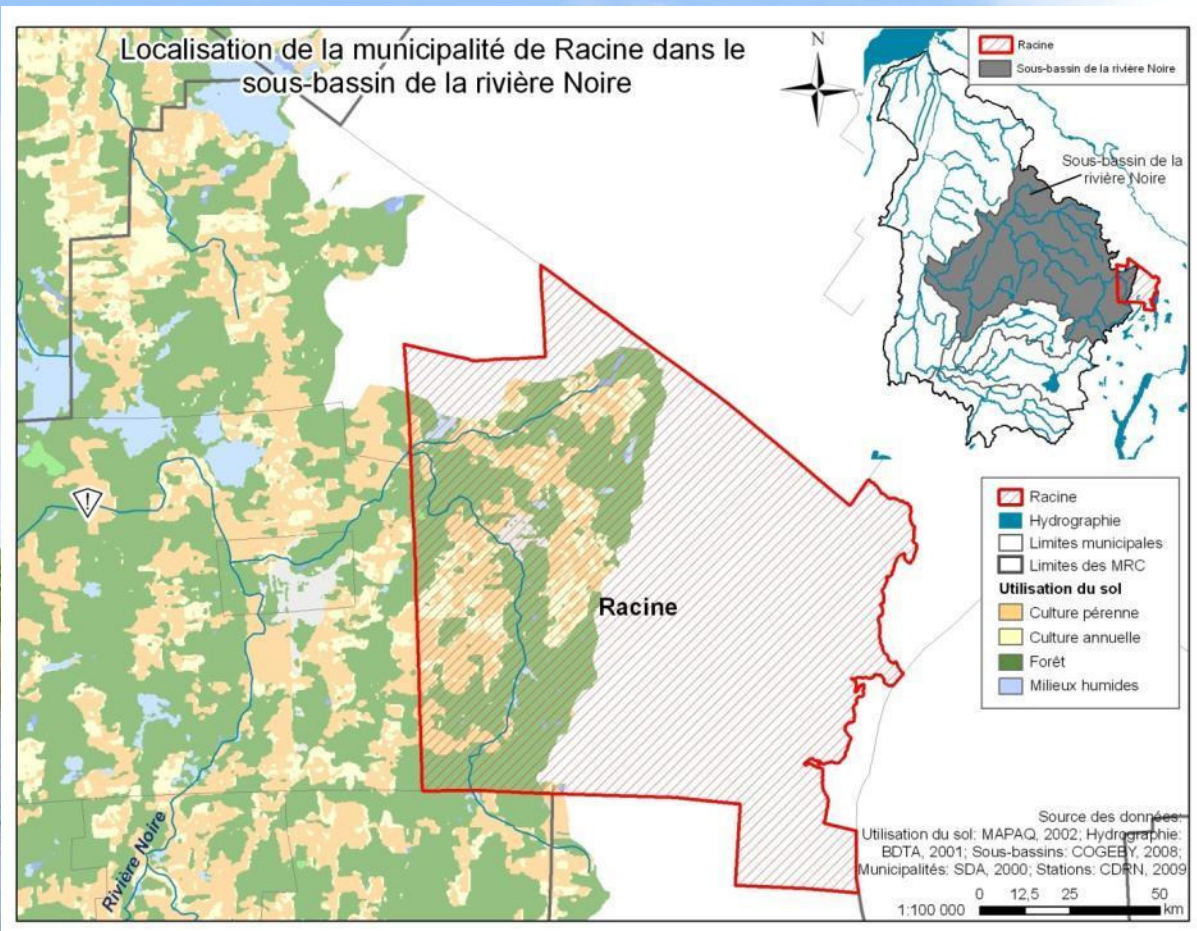 Localisation de la municipalité de Racine dans le
sous-bassin de la rivière Noire
N
Racine
Sous-bassin de la rivière Noire
Sous-bassin de la
rivière Noire
!
Racine
Rivière Noire
Racine
Hydrographie
Limites municipales
Limites des MRC
Utilisation du sol
Culture pérenne
Culture annuelle
Forêt
Milieux humides
Source des données:
Utilisation du sol: MAPAQ, 2002; Hydrographie:
BDTA, 2001; Sous-bassins: COGEBY, 2008;
Municipalités: SDA, 2000; Stations: CDRN, 2009
0 12,5 25 50
1:100 000 km